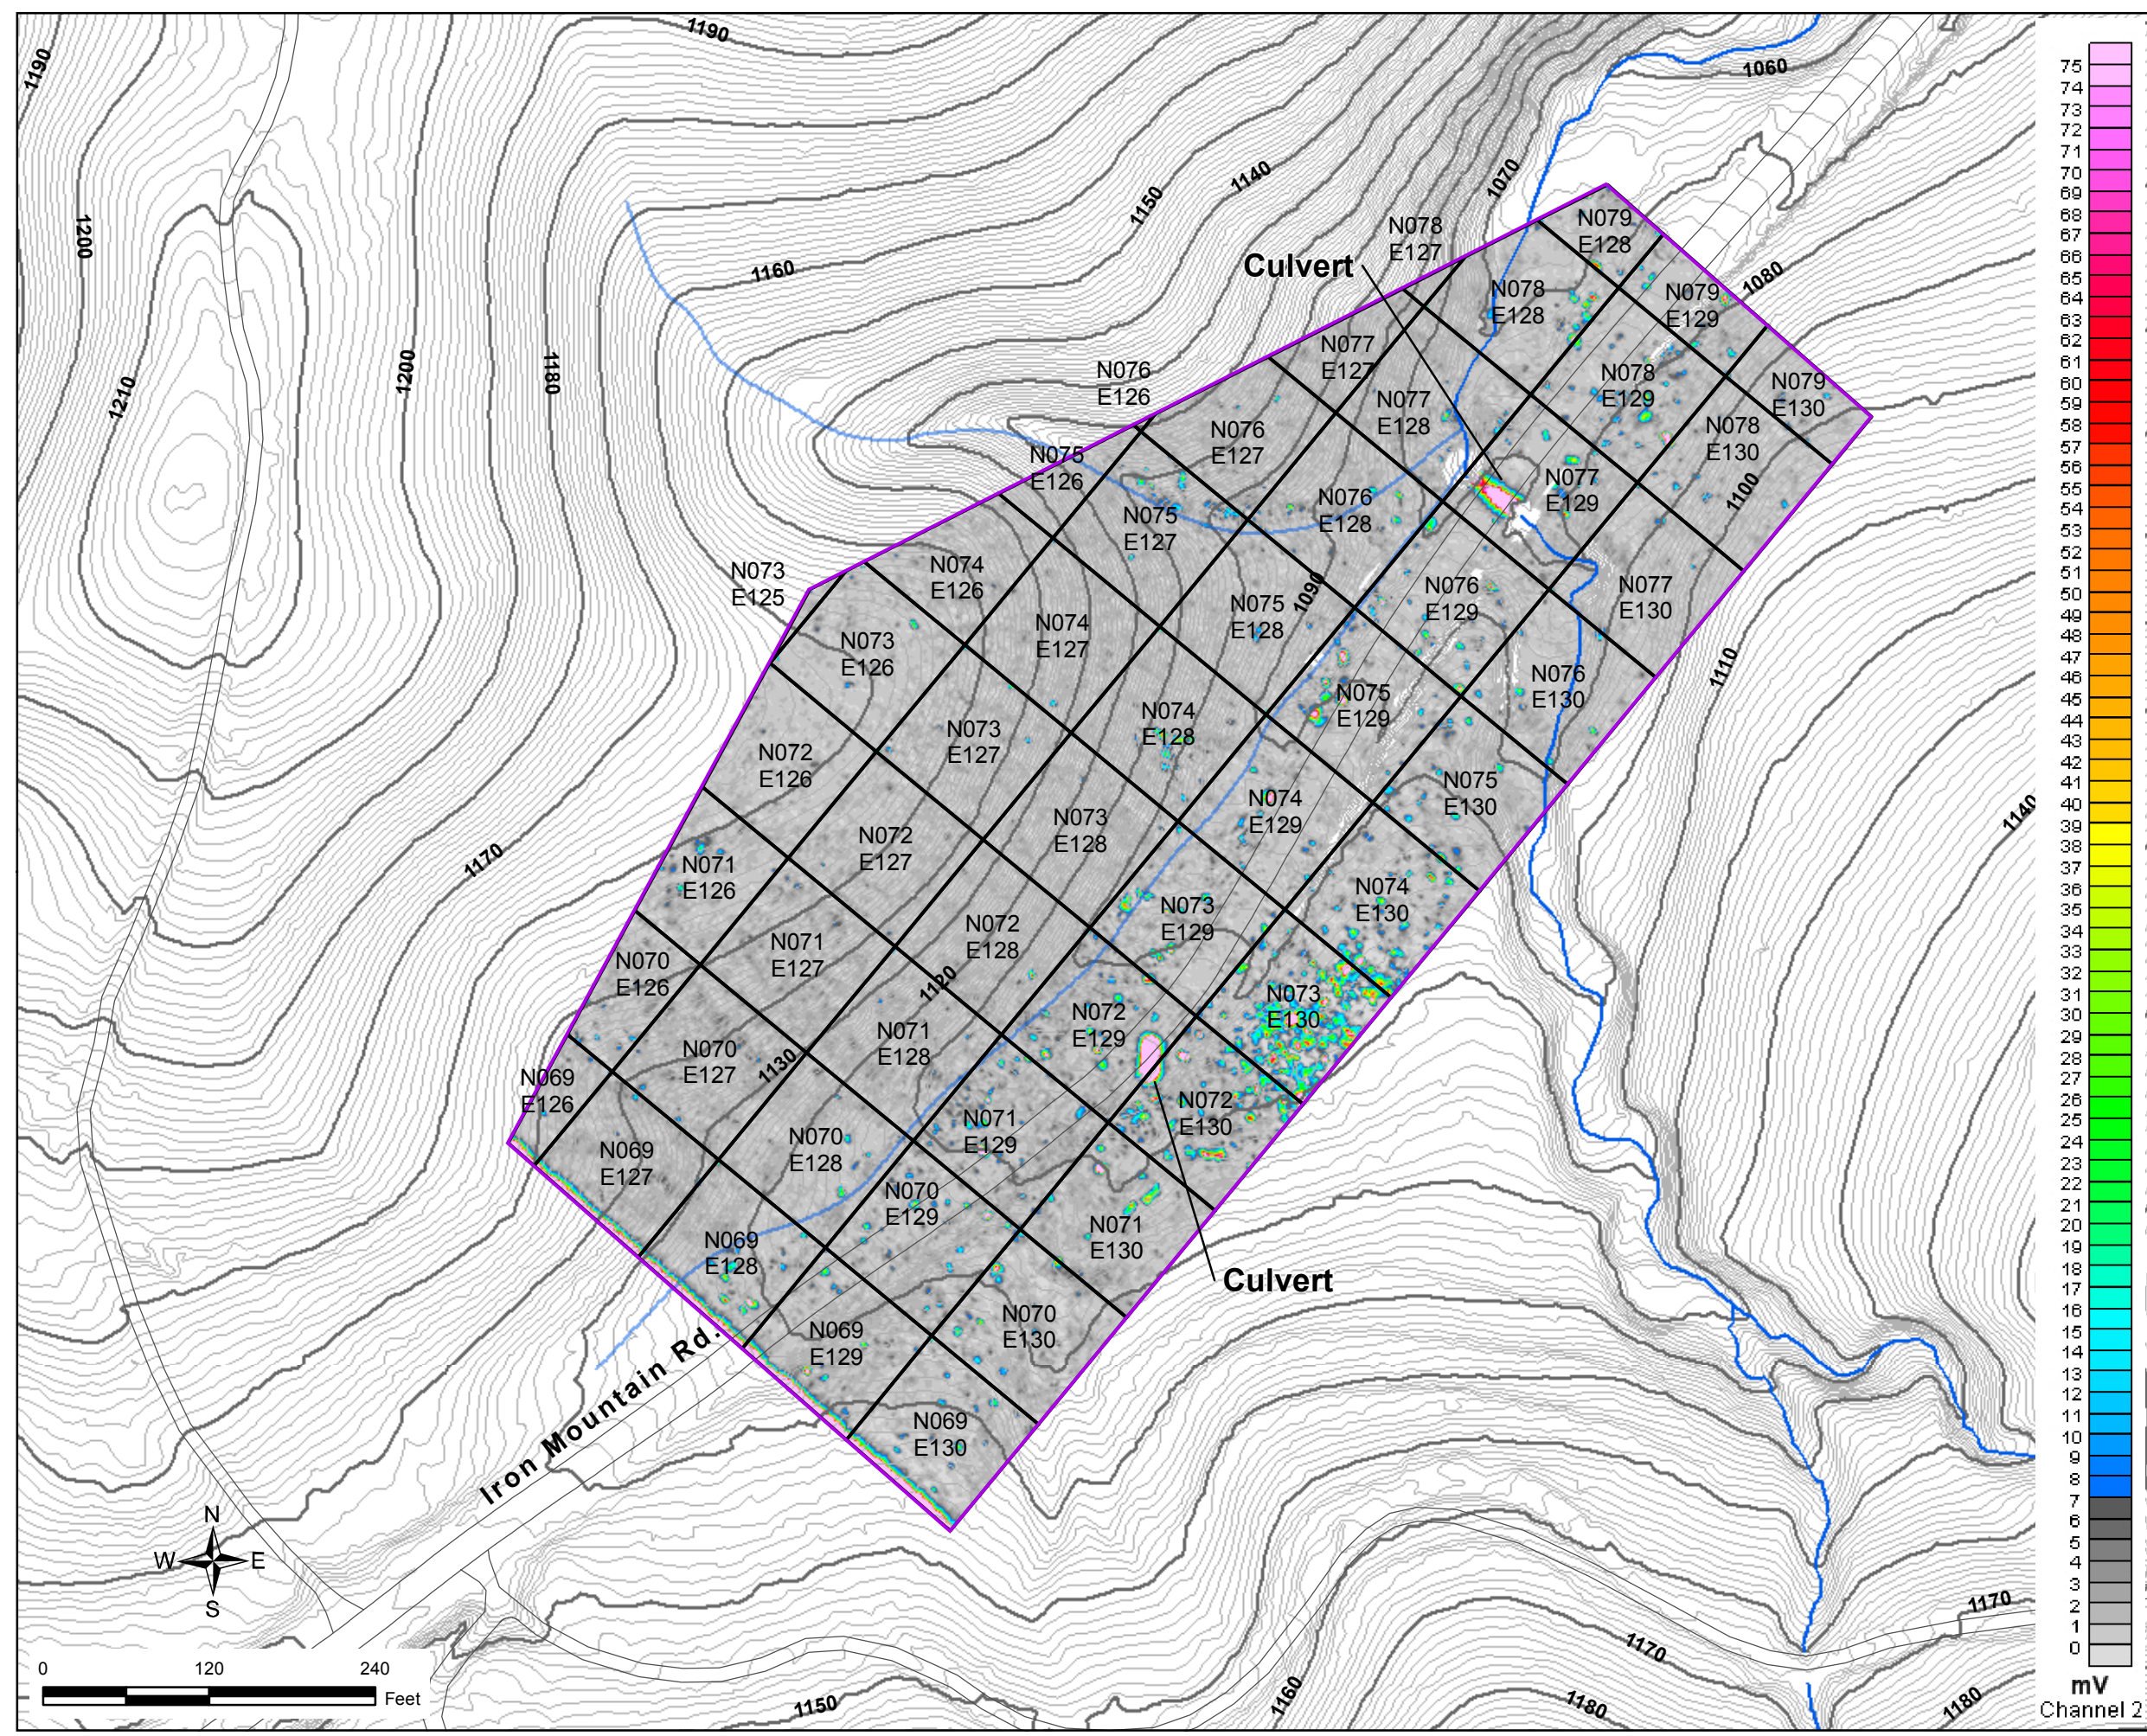 1190
1190
1060
1200
1210
1200
1180
1160
1150
1140
1070
1080
1100
1110
1140
1170
1090
1120
1130
1150
1160
1170
1180
1170
1180
Culvert
Culvert
Iron Mountain Rd.
N079
E128
N078
E127
N078
E128
N079
E129
N077
E127
N078
E129
N079
E130
N076
E126
N077
E128
N078
E130
N076
E127
N075
E126
N077
E129
N076
E128
N075
E127
N073
E125
N074
E126
N076
E129
N077
E130
N075
E128
N074
E127
N073
E126
N076
E130
N075
E129
N074
E128
N073
E127
N072
E126
N075
E130
N074
E129
N073
E128
N072
E127
N071
E126
N074
E130
N073
E129
N072
E128
N071
E127
N070
E126
N073
E130
N072
E129
N071
E128
N070
E127
N069
E126
N072
E130
N071
E129
N070
E128
N069
E127
N071
E130
N070
E129
N069
E128
N070
E130
N069
E129
N069
E130
N
W E
S
0 120 240
Feet
75
74
73
72
71
70
69
68
67
66
65
64
63
62
61
60
59
58
57
56
55
54
53
52
51
50
49
48
47
46
45
44
43
42
41
40
39
38
37
36
35
34
33
32
31
30
29
28
27
26
25
24
23
22
21
20
19
18
17
16
15
14
13
12
11
10
9
8
7
6
5
4
3
2
1
0
mV
Channel 2